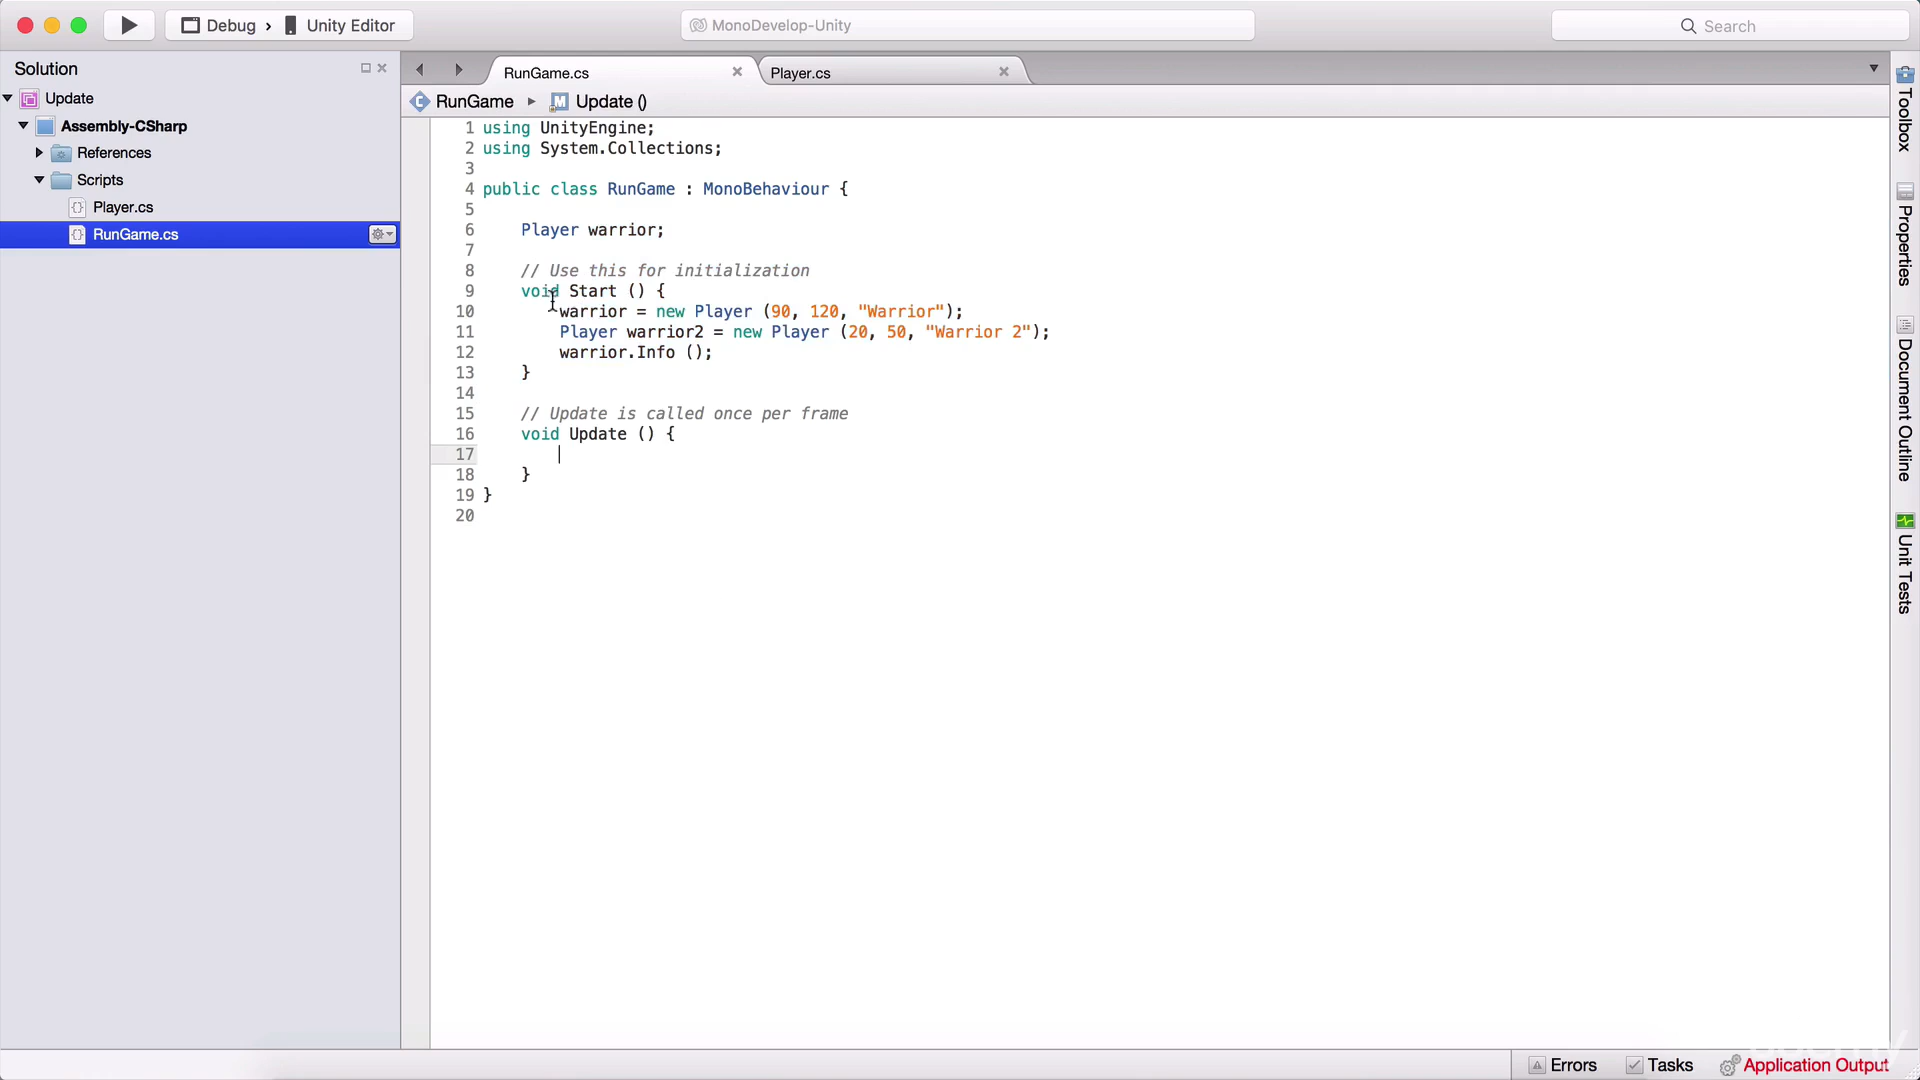 Debug › Unity Editor
MonoDevelop-Unity
Search
Solution
Update
Assembly-CSharp
References
Scripts
Player.cs
RunGame.cs
RunGame.cs
Player.cs
RunGame
Update ()
1 using UnityEngine;
2 using System.Collections;
3
4 public class RunGame : MonoBehaviour {
5
6 Player warrior;
7
8 // Use this for initialization
9 void Start () {
10 warrior = new Player (90, 120, "Warrior");
11 Player warrior2 = new Player (20, 50, "Warrior 2");
12 warrior.Info ();
13 }
14
15 // Update is called once per frame
16 void Update () {
17
18 }
19 }
20
Toolbox
Properties
Document Outline
Unit Tests
Errors
Tasks
Application Output